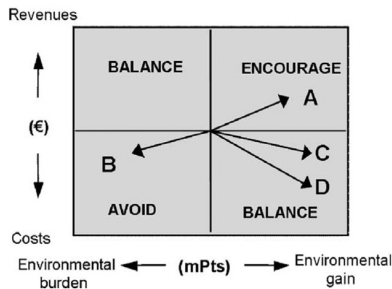 Revenues
BALANCE
ENCOURAGE
A
(€)
B
C
D
AVOID
BALANCE
Costs
Environmental
burden
(mPts)
Environmental
gain